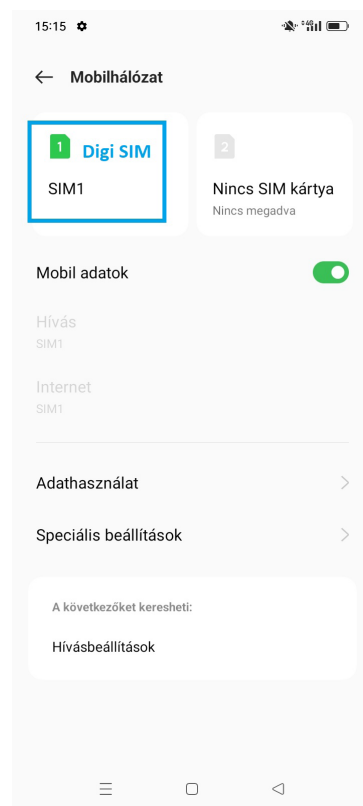 15:15
Mobilhálózat
1 Digi SIM
SIM1
2
Nincs SIM kártya
Nincs megadva
Mobil adatok
Hívás
SIM1
Internet
SIM1
Adathasználat
Speciális beállítások
A következőket keresheti:
Hívásbeállítások